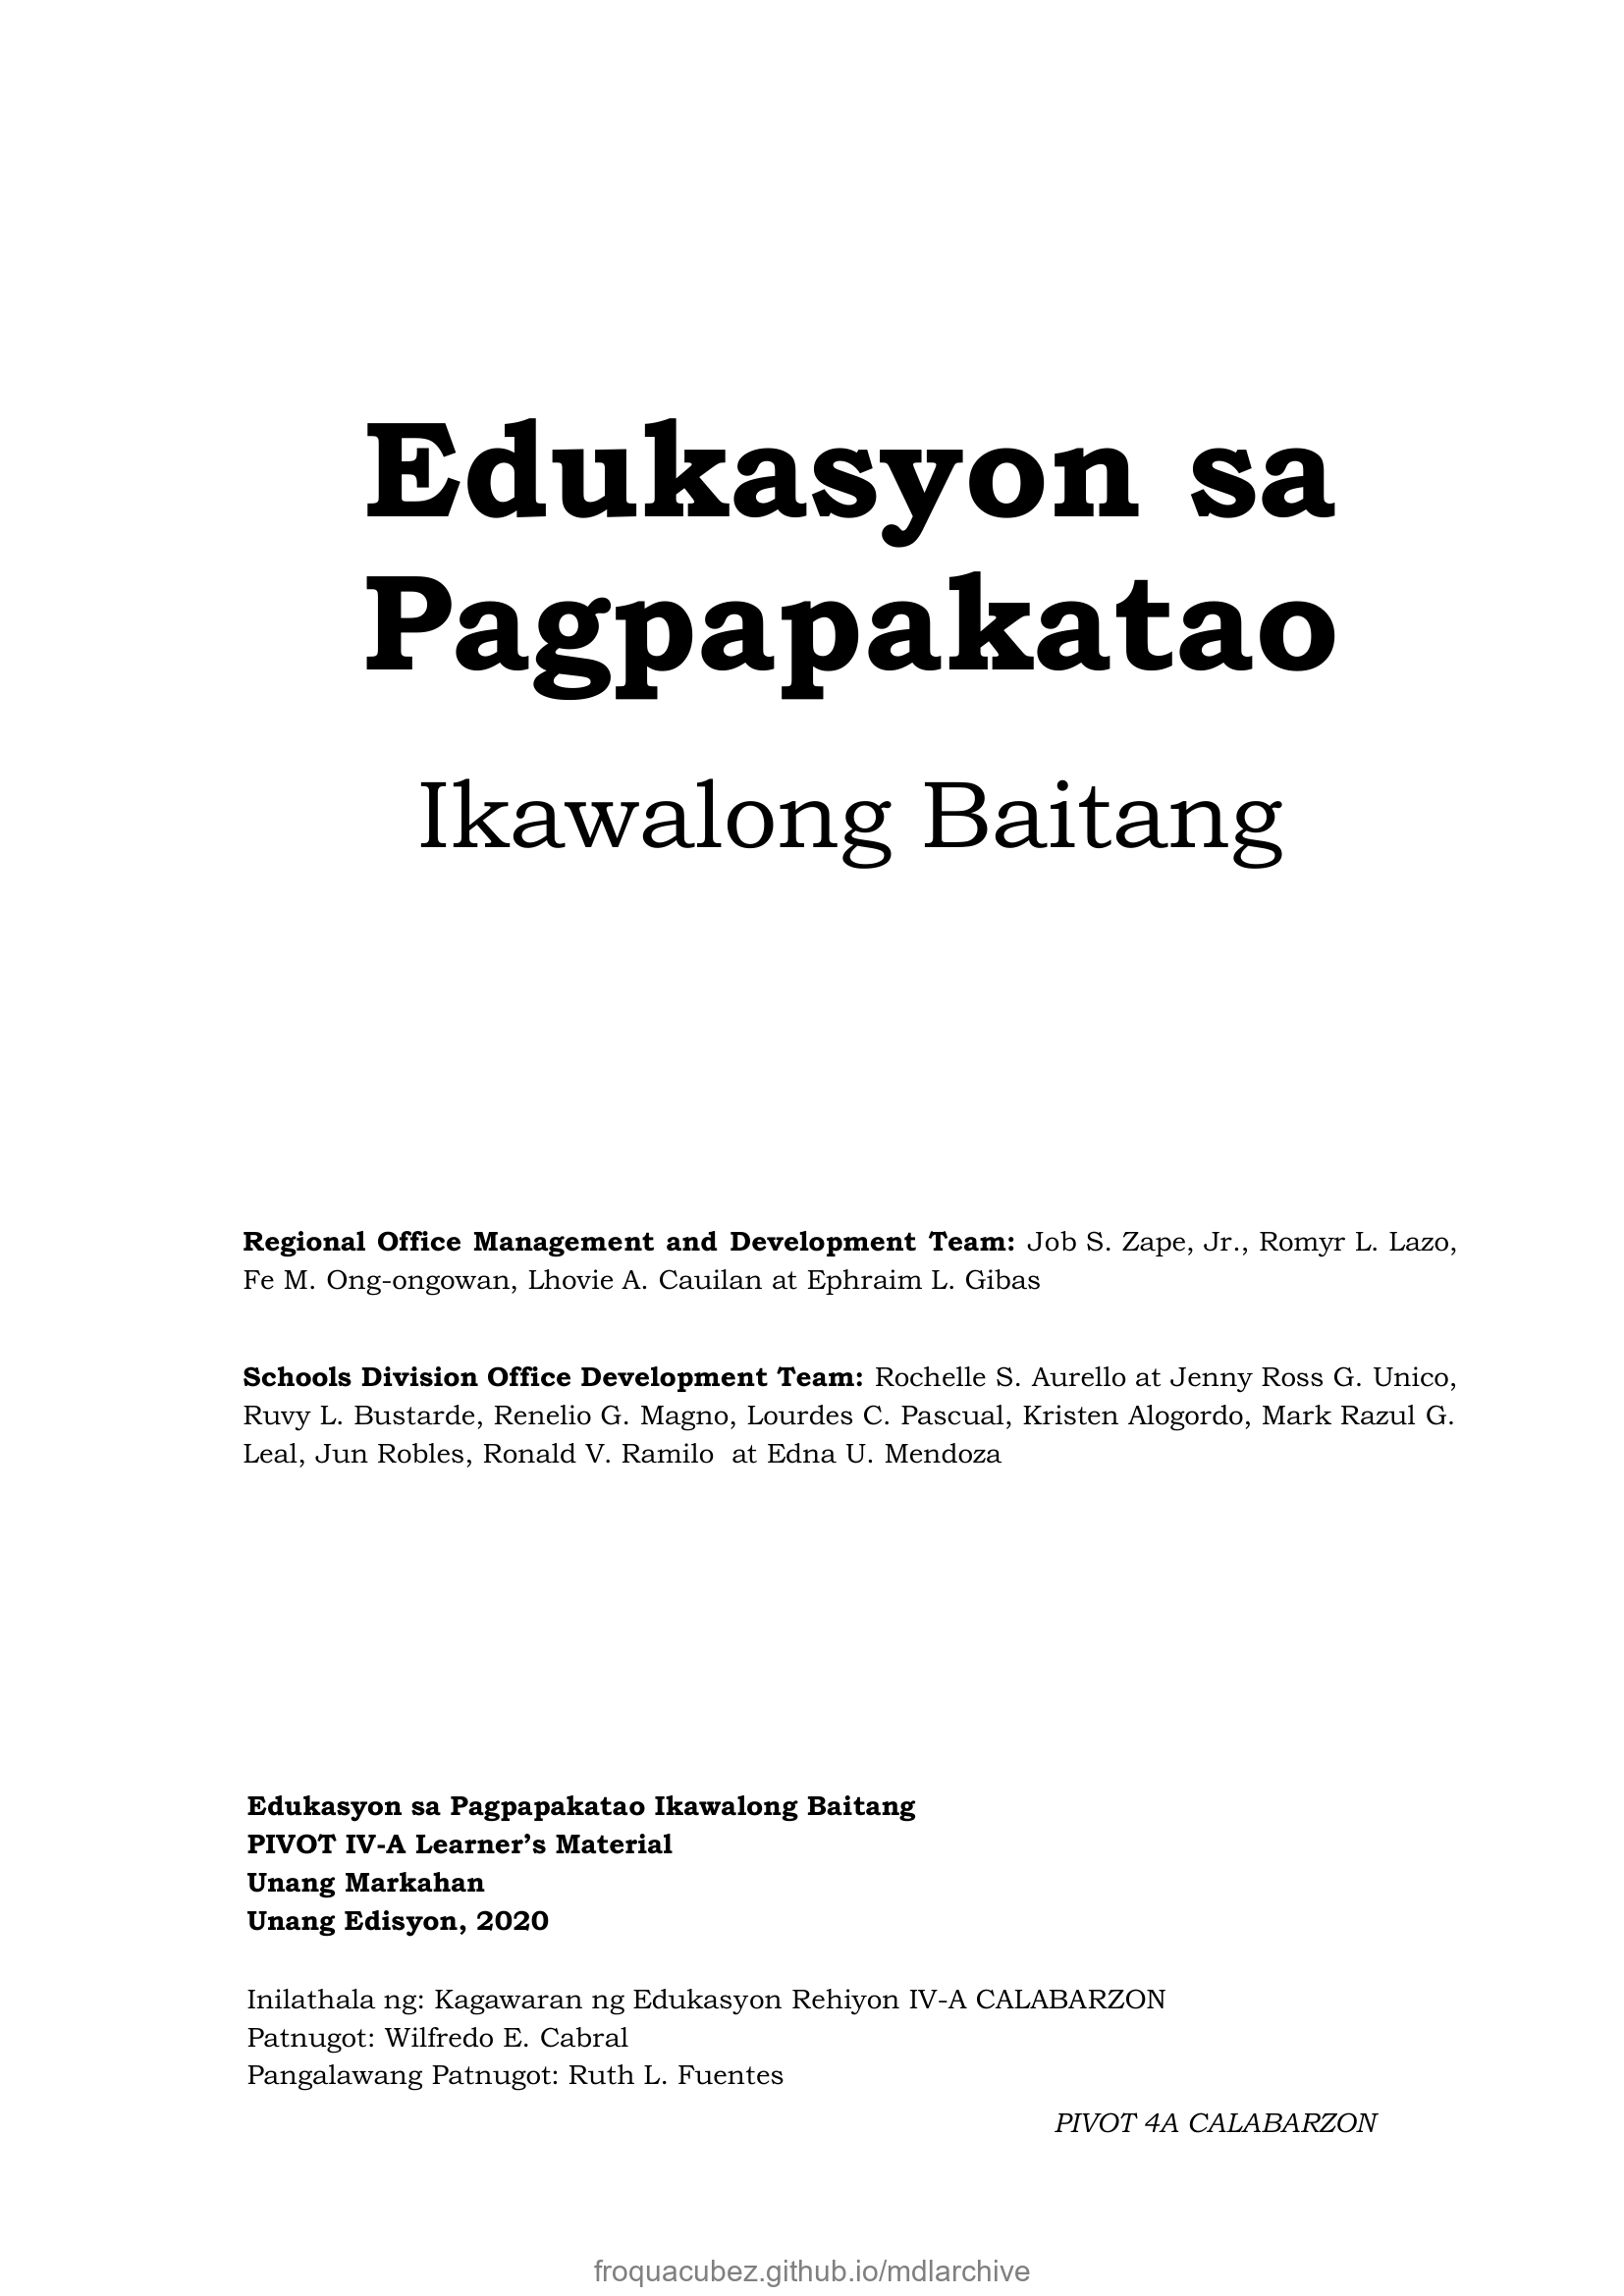 Edukasyon sa
Pagpapakatao
Ikawalong Baitang
Regional Office Management and Development Team: Job S. Zape, Jr., Romyr L. Lazo,
Fe M. Ong-ongowan, Lhovie A. Cauilan at Ephraim L. Gibas
Schools Division Office Development Team: Rochelle S. Aurello at Jenny Ross G. Unico,
Ruvy L. Bustarde, Renelio G. Magno, Lourdes C. Pascual, Kristen Alogordo, Mark Razul G.
Leal, Jun Robles, Ronald V. Ramilo  at Edna U. Mendoza
Edukasyon sa Pagpapakatao Ikawalong Baitang
PIVOT IV-A Learner’s Material
Unang Markahan
Unang Edisyon, 2020
Inilathala ng: Kagawaran ng Edukasyon Rehiyon IV-A CALABARZON
Patnugot: Wilfredo E. Cabral
Pangalawang Patnugot: Ruth L. Fuentes
PIVOT 4A CALABARZON
froquacubez.github.io/mdlarchive